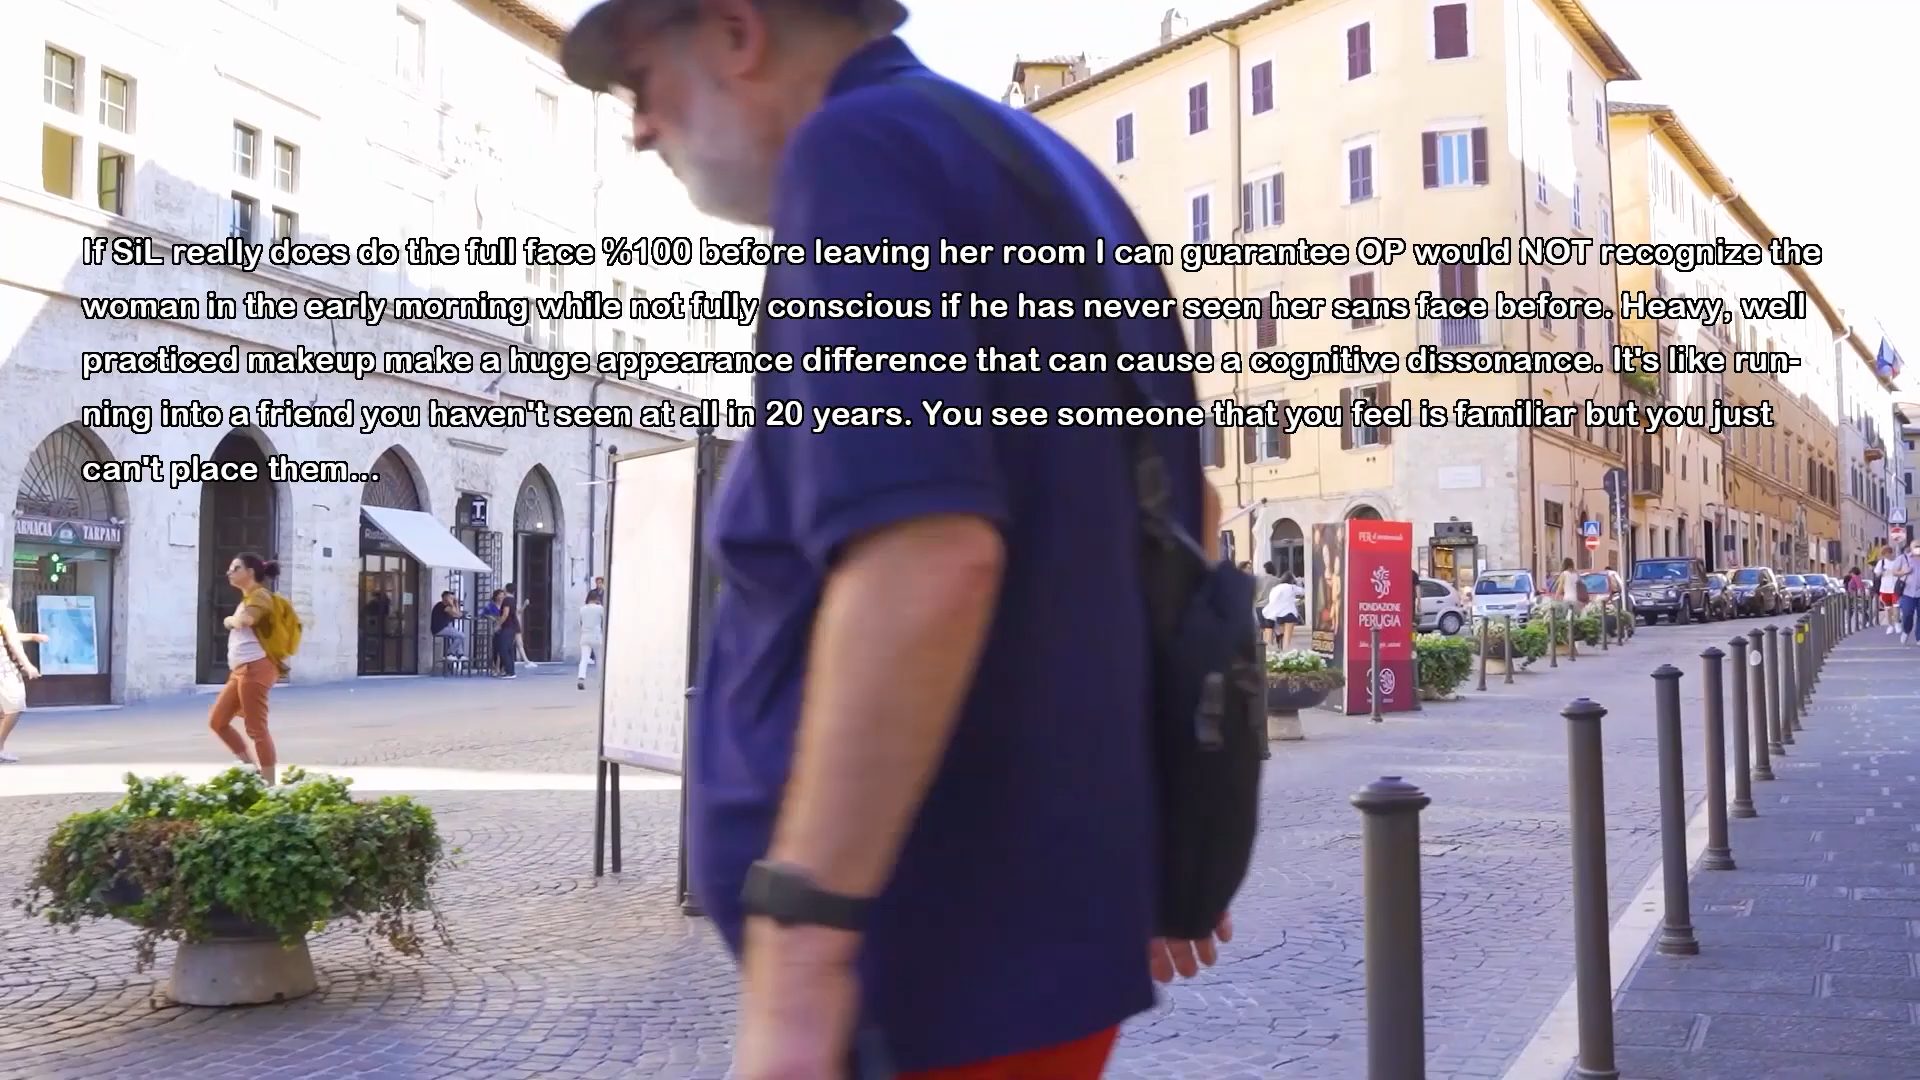 If SiL really does do the full face %100 before leaving her room I can guarantee OP would NOT recognize the
woman in the early morning while not fully conscious if he has never seen her sans face before. Heavy, well
practiced makeup make a huge appearance difference that can cause a cognitive dissonance. It's like run-
ning into a friend you haven't seen at all in 20 years. You see someone that you feel is familiar but you just
can't place them...
FARMACIA TARPANI
T
FONDAZIONE
PERUGIA